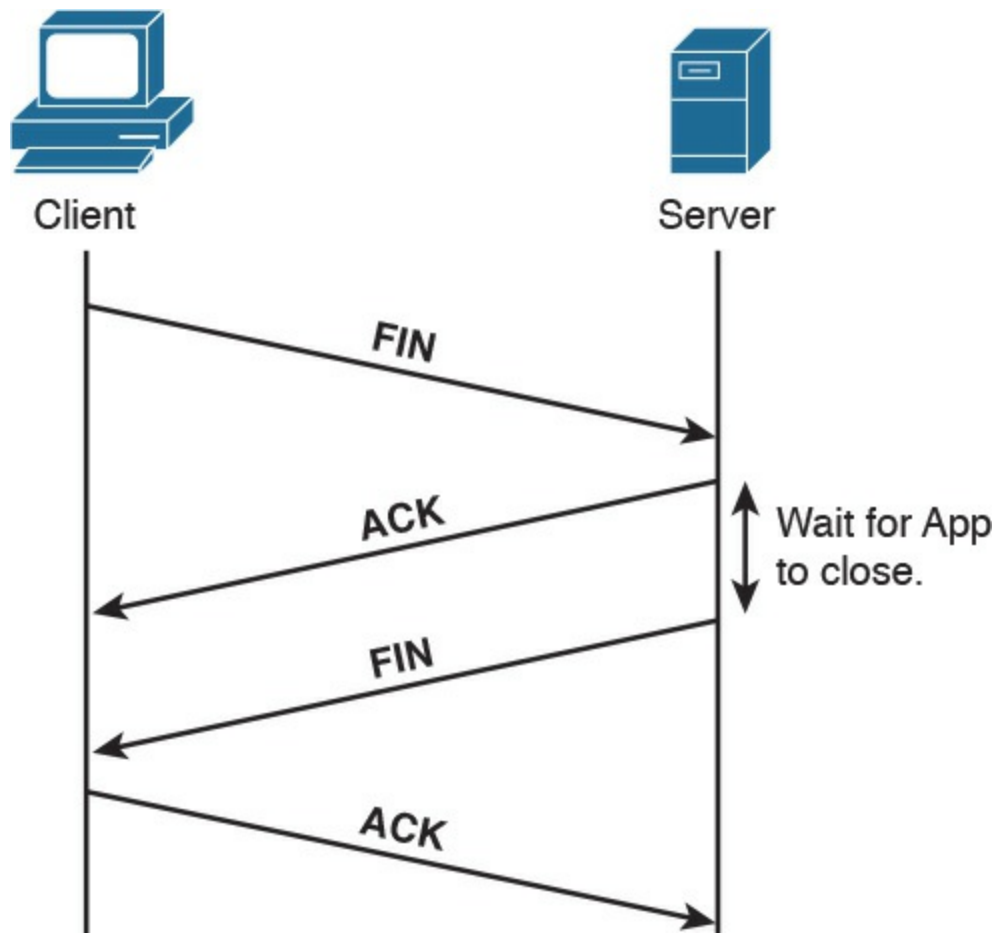 Client
Server
FIN
ACK
Wait for App
to close.
FIN
ACK